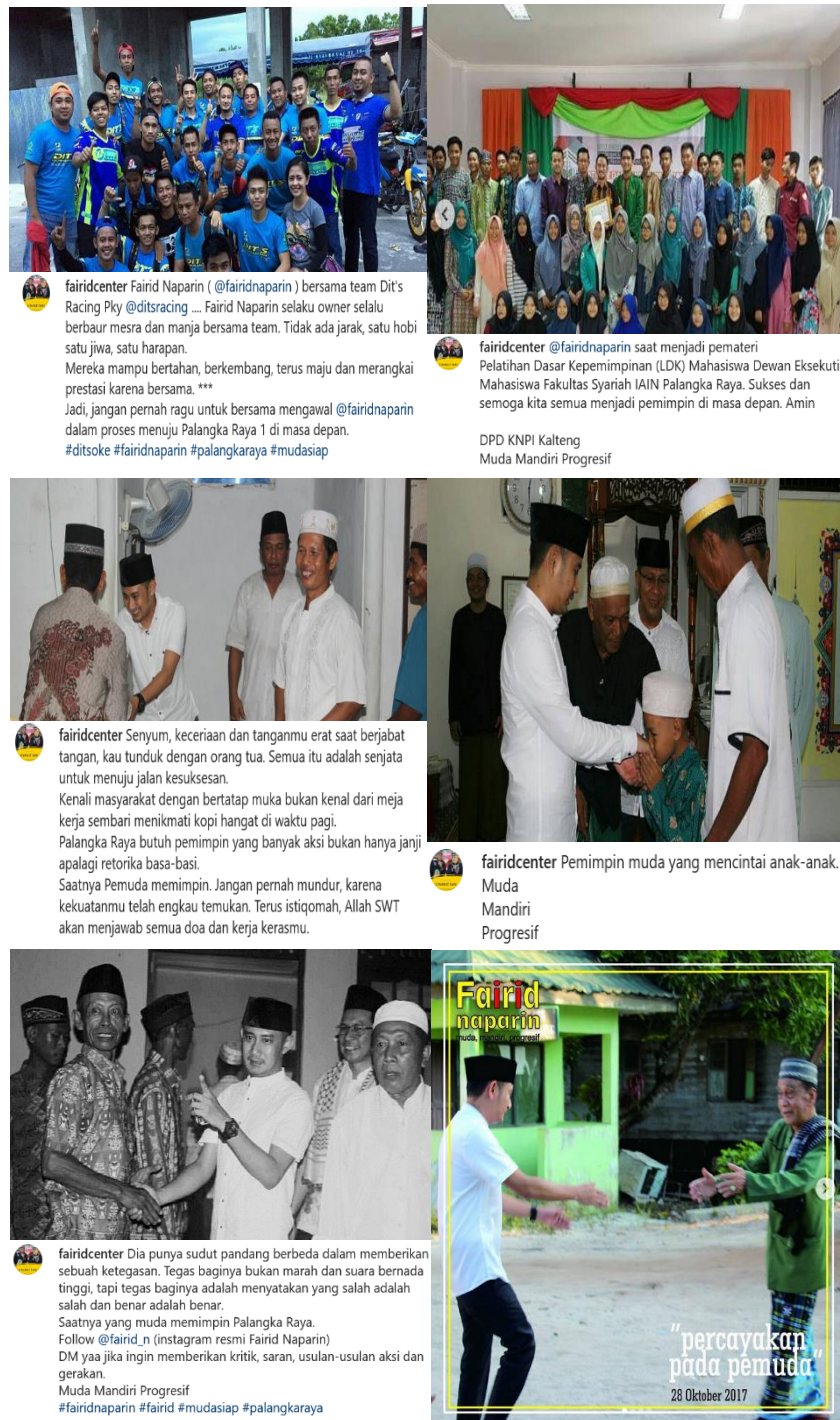 fairidcenter Fairid Naparin ( @fairidnaparin ) bersama team Dit's
Racing Pky @ditsracing .... Fairid Naparin selaku owner selalu
berbaur mesra dan manja bersama team. Tidak ada jarak, satu hobi
satu jiwa, satu harapan.
Mereka mampu bertahan, berkembang, terus maju dan merangkai
prestasi karena bersama. ***
Jadi, jangan pernah ragu untuk bersama mengawal @fairidnaparin
dalam proses menuju Palangka Raya 1 di masa depan.
#ditsoke #fairidnaparin #palangkaraya #mudasiap
fairidcenter @fairidnaparin saat menjadi pemateri
Pelatihan Dasar Kepemimpinan (LDK) Mahasiswa Dewan Eksekuti
Mahasiswa Fakultas Syariah IAIN Palangka Raya. Sukses dan
semoga kita semua menjadi pemimpin di masa depan. Amin
DPD KNPI Kalteng
Muda Mandiri Progresif
fairidcenter Senyum, keceriaan dan tanganmu erat saat berjabat
tangan, kau tunduk dengan orang tua. Semua itu adalah senjata
untuk menuju jalan kesuksesan.
Kenali masyarakat dengan bertatap muka bukan kenal dari meja
kerja sembari menikmati kopi hangat di waktu pagi.
Palangka Raya butuh pemimpin yang banyak aksi bukan hanya janji
apalagi retorika basa-basi.
Saatnya Pemuda memimpin. Jangan pernah mundur, karena
kekuatanmu telah engkau temukan. Terus istiqomah, Allah SWT
akan menjawab semua doa dan kerja kerasmu.
fairidcenter Pemimpin muda yang mencintai anak-anak.
Muda
Mandiri
Progresif
fairidcenter Dia punya sudut pandang berbeda dalam memberikan
sebuah ketegasan. Tegas baginya bukan marah dan suara bernada
tinggi, tapi tegas baginya adalah menyatakan yang salah adalah
salah dan benar adalah benar.
Saatnya yang muda memimpin Palangka Raya.
Follow @fairid_n (instagram resmi Fairid Naparin)
DM yaa jika ingin memberikan kritik, saran, usulan-usulan aksi dan
gerakan.
Muda Mandiri Progresif
#fairidnaparin #fairid #mudasiap #palangkaraya
Fairid
naparin
muda, mandiri, progresif
"percayakan
pada pemuda"
28 Oktober 2017